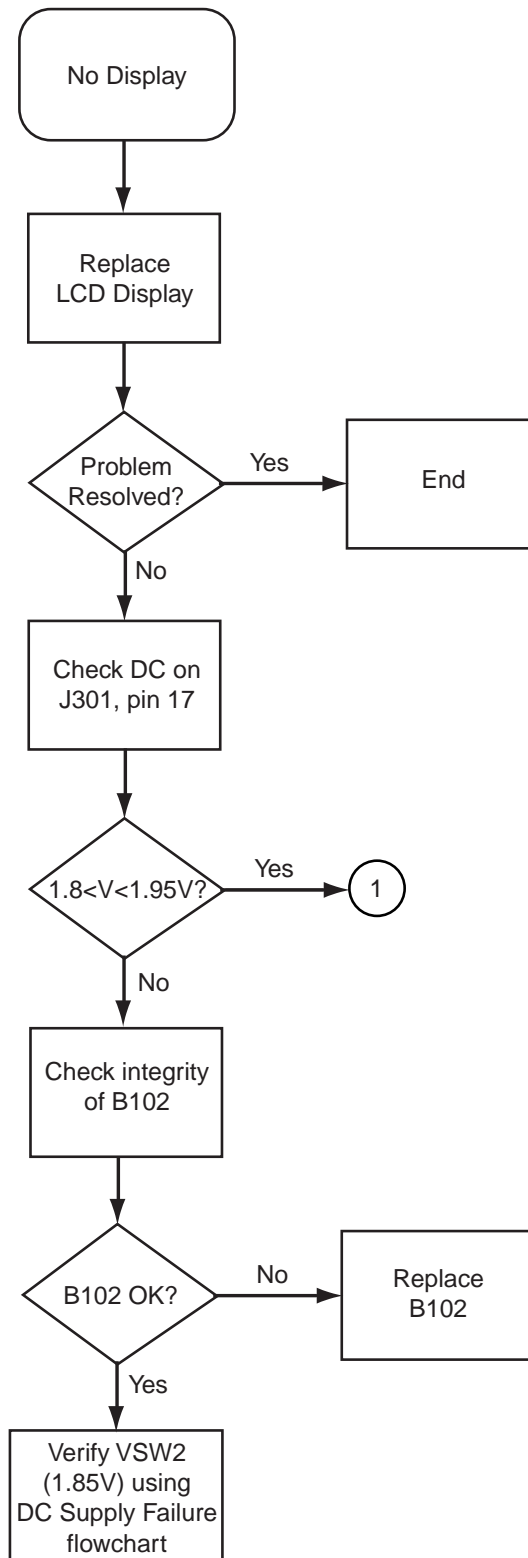 No Display
Replace
LCD Display
Problem
Resolved?
Yes
End
No
Check DC on
J301, pin 17
1.8<V<1.95V?
Yes
1
No
Check integrity
of B102
B102 OK?
No
Replace
B102
Yes
Verify VSW2
(1.85V) using
DC Supply Failure
flowchart